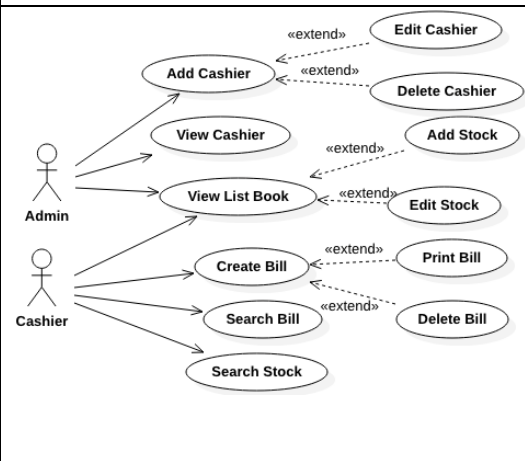 «extend»
Edit Cashier
Add Cashier
«extend»
Delete Cashier
View Cashier
«extend»
Add Stock
Admin
View List Book
«extend»
Edit Stock
Cashier
Create Bill
«extend»
Print Bill
«extend»
Delete Bill
Search Bill
Search Stock